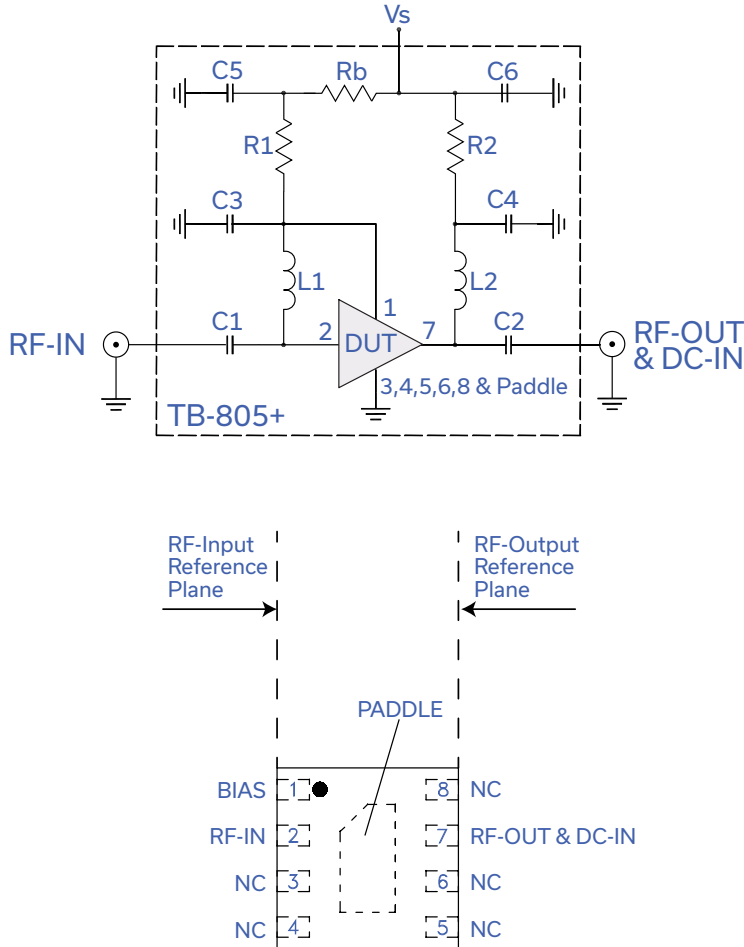 Vs
C5
Rb
C6
R1
R2
C3
C4
L1
L2
C1
2
DUT
1
7
C2
RF-IN
RF-OUT
& DC-IN
3,4,5,6,8 & Paddle
TB-805+
RF-Input
Reference
Plane
RF-Output
Reference
Plane
PADDLE
BIAS 1
8 NC
RF-IN 2
7 RF-OUT & DC-IN
NC 3
6 NC
NC 4
5 NC